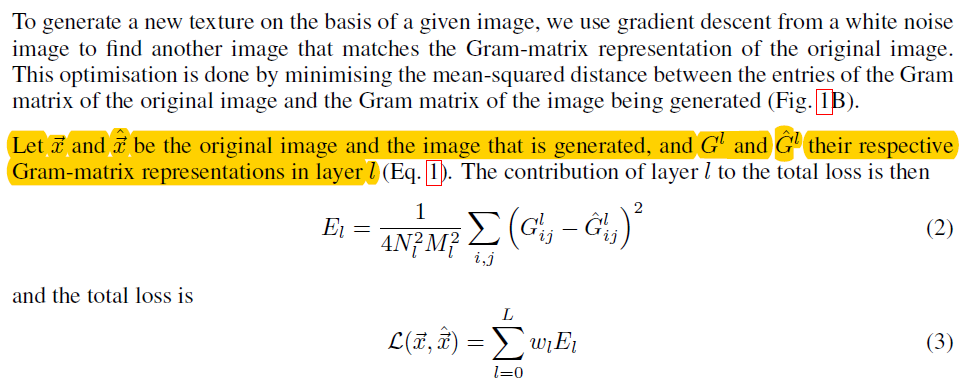 To generate a new texture on the basis of a given image, we use gradient descent from a white noise
image to find another image that matches the Gram-matrix representation of the original image.
This optimisation is done by minimising the mean-squared distance between the entries of the Gram
matrix of the original image and the Gram matrix of the image being generated (Fig. 1B).
Let $\vec{x}$ and $\hat{\vec{x}}$ be the original image and the image that is generated, and $G^l$ and $\hat{G}^l$ their respective
Gram-matrix representations in layer $l$ (Eq. 1). The contribution of layer $l$ to the total loss is then
$E_l = \frac{1}{4N_l^2 M_l^2} \sum_{i,j} \left( G_{ij}^l - \hat{G}_{ij}^l \right)^2$ (2)
and the total loss is
$\mathcal{L}(\vec{x}, \hat{\vec{x}}) = \sum_{l=0}^{L} w_l E_l$ (3)